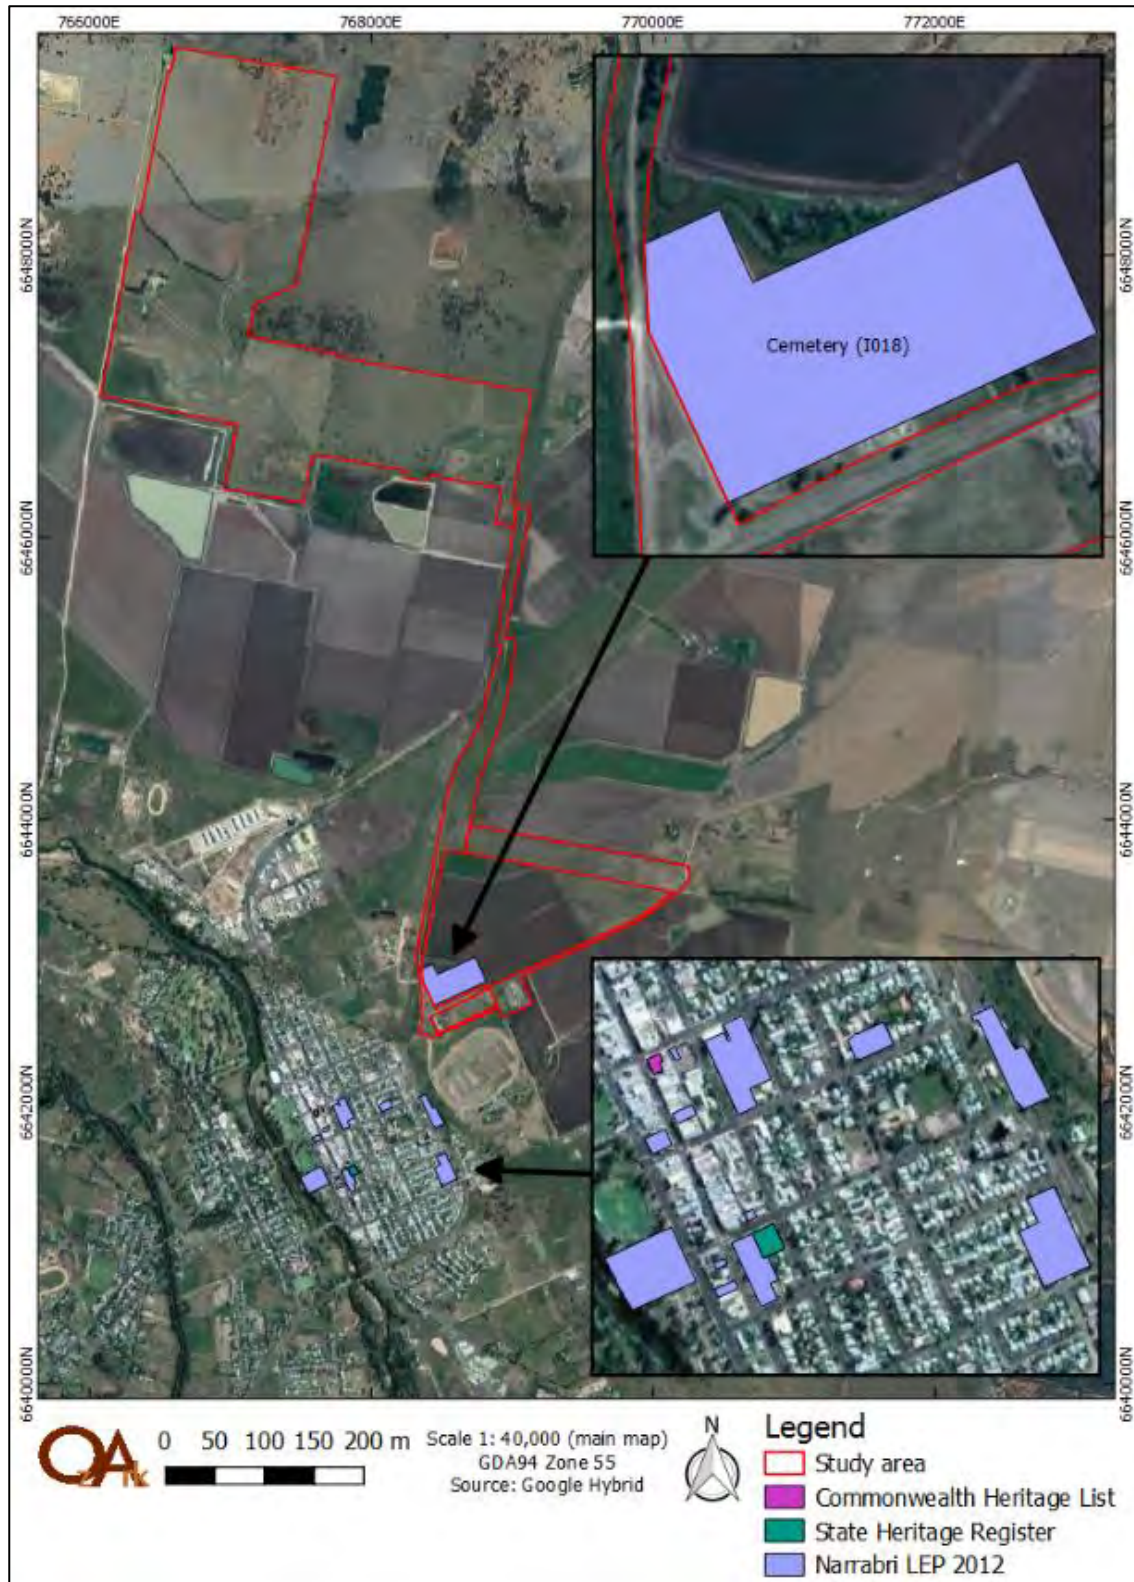 766000E 768000E 770000E 772000E
6648000N 6648000N
Cemetery (I018)
6646000N 6646000N
6644000N 6644000N
6642000N 6642000N
6640000N 6640000N
0 50 100 150 200 m
Scale 1: 40,000 (main map)
GDA94 Zone 55
Source: Google Hybrid
N
Legend
Study area
Commonwealth Heritage List
State Heritage Register
Narrabri LEP 2012